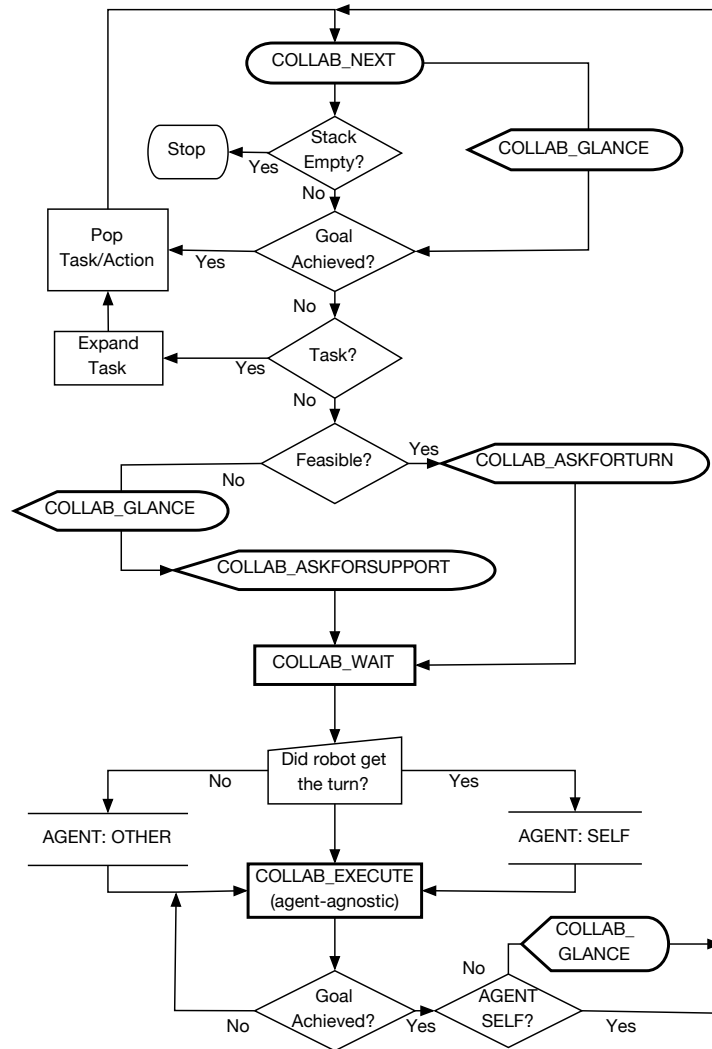 COLLAB_NEXT
Stack
Empty?
Stop
Yes
COLLAB_GLANCE
No
Pop
Task/Action
Goal
Achieved?
Yes
No
Expand
Task
Task?
Yes
No
Feasible?
Yes
COLLAB_ASKFORTURN
No
COLLAB_GLANCE
COLLAB_ASKFORSUPPORT
COLLAB_WAIT
Did robot get
the turn?
No
Yes
AGENT: OTHER
AGENT: SELF
COLLAB_EXECUTE
(agent-agnostic)
COLLAB_
GLANCE
No
Goal
Achieved?
No
Yes
AGENT
SELF?
Yes